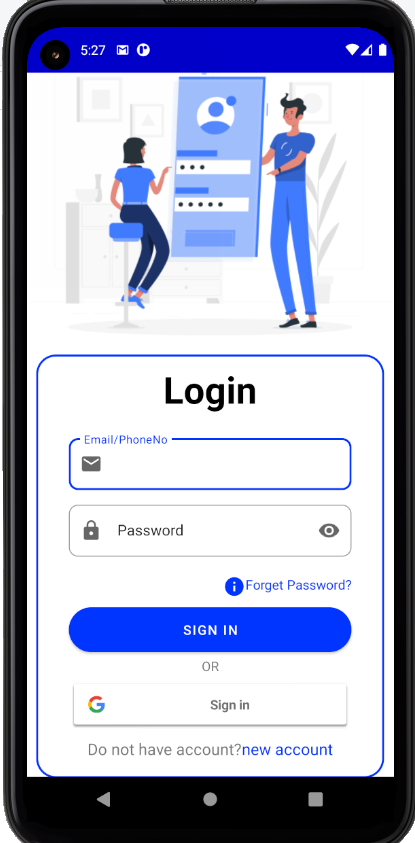 5:27
Login
Email/PhoneNo
Password
Forget Password?
SIGN IN
OR
Sign in
Do not have account?new account